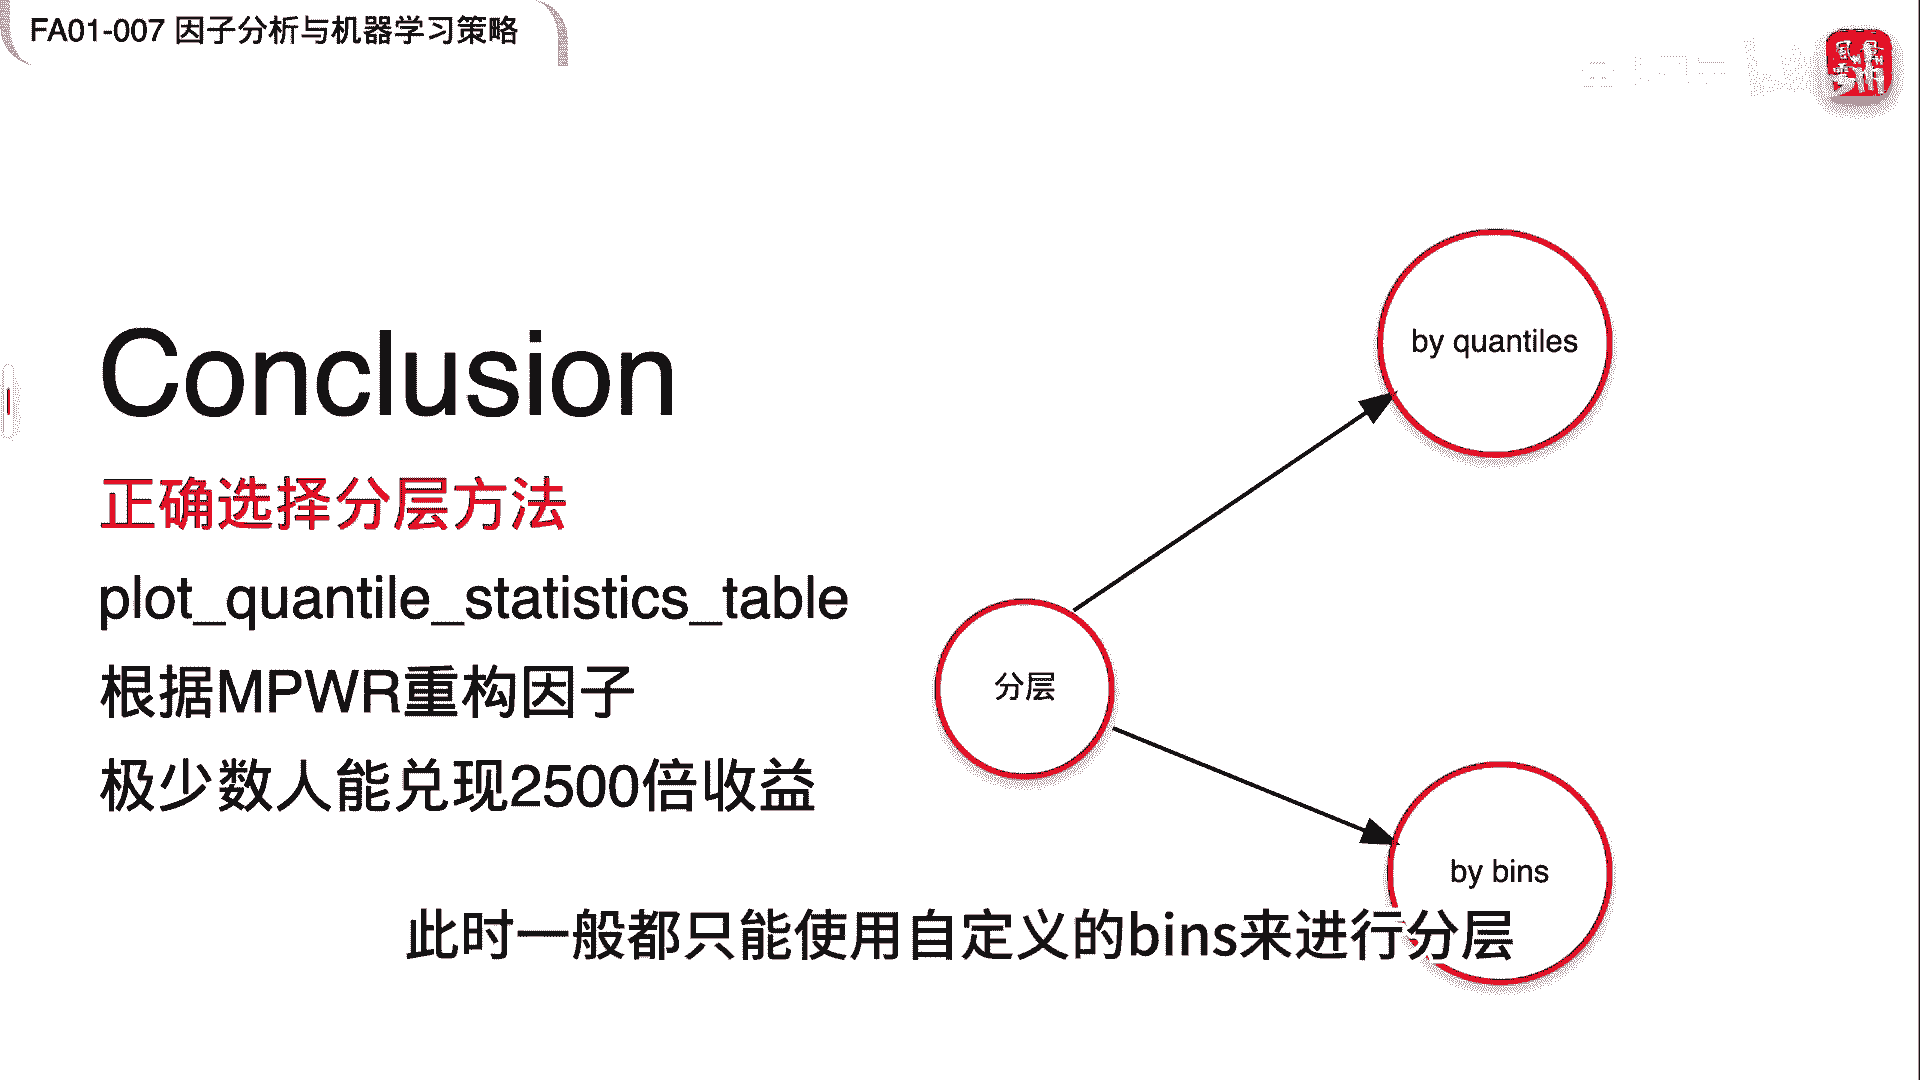 FA01-007 因子分析与机器学习策略
Conclusion
正确选择分层方法
plot_quantile_statistics_table
根据MPWR重构因子
极少数人能兑现2500倍收益
by quantiles
分层
by bins
此时一般都只能使用自定义的bins来进行分层